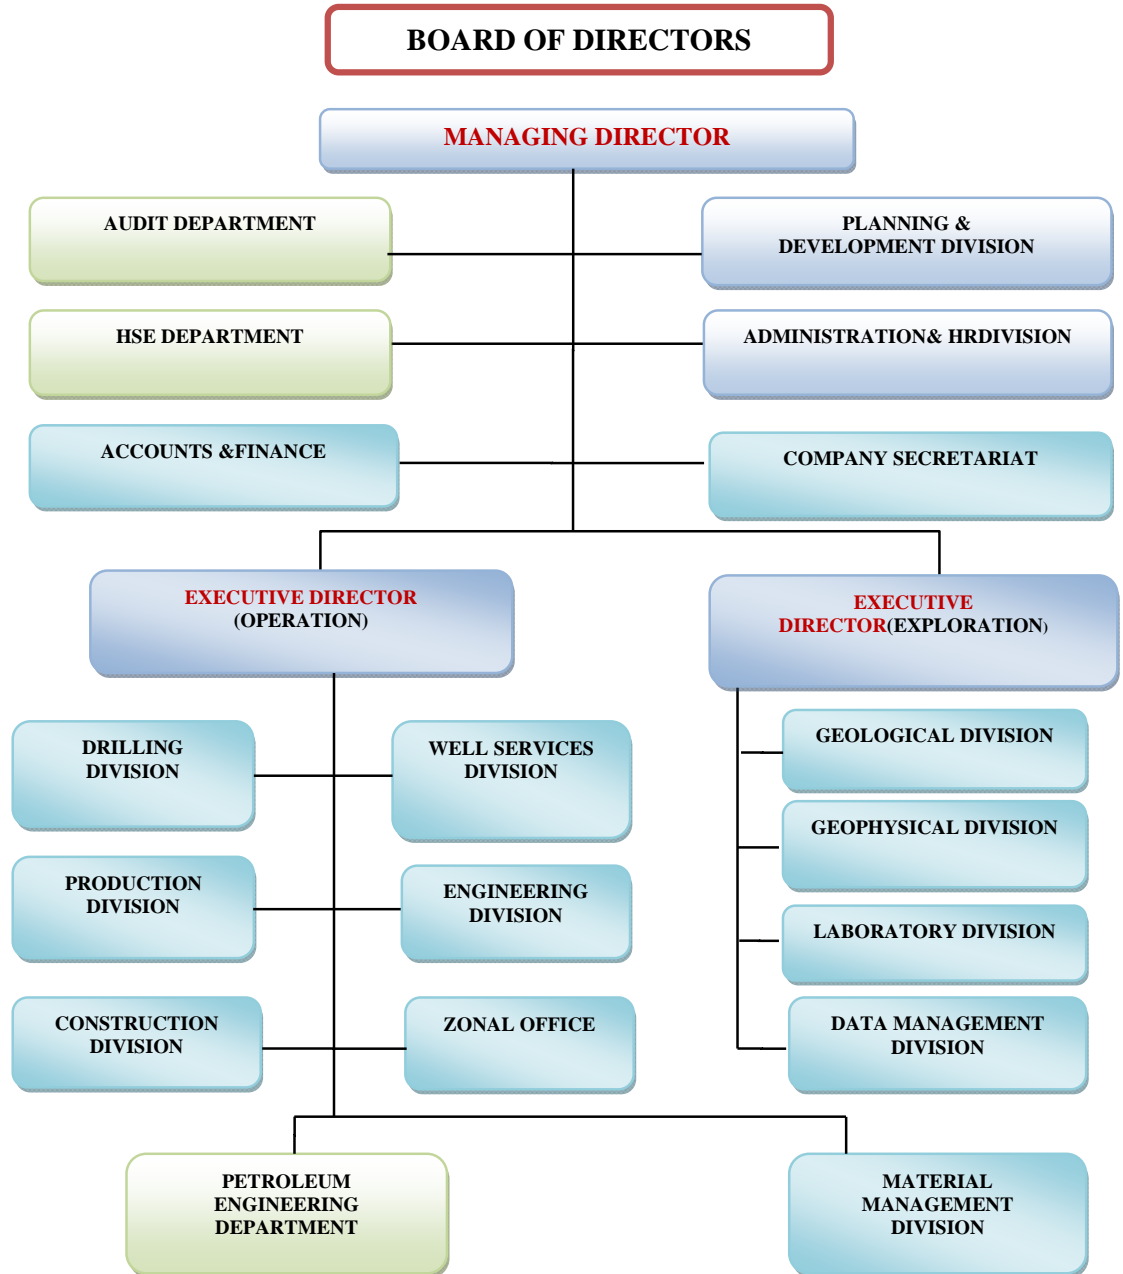 BOARD OF DIRECTORS
MANAGING DIRECTOR
AUDIT DEPARTMENT
PLANNING &
DEVELOPMENT DIVISION
HSE DEPARTMENT
ADMINISTRATION& HRDIVISION
ACCOUNTS &FINANCE
COMPANY SECRETARIAT
EXECUTIVE DIRECTOR
(OPERATION)
EXECUTIVE
DIRECTOR(EXPLORATION)
DRILLING
DIVISION
WELL SERVICES
DIVISION
GEOLOGICAL DIVISION
GEOPHYSICAL DIVISION
PRODUCTION
DIVISION
ENGINEERING
DIVISION
LABORATORY DIVISION
CONSTRUCTION
DIVISION
ZONAL OFFICE
DATA MANAGEMENT
DIVISION
PETROLEUM
ENGINEERING
DEPARTMENT
MATERIAL
MANAGEMENT
DIVISION